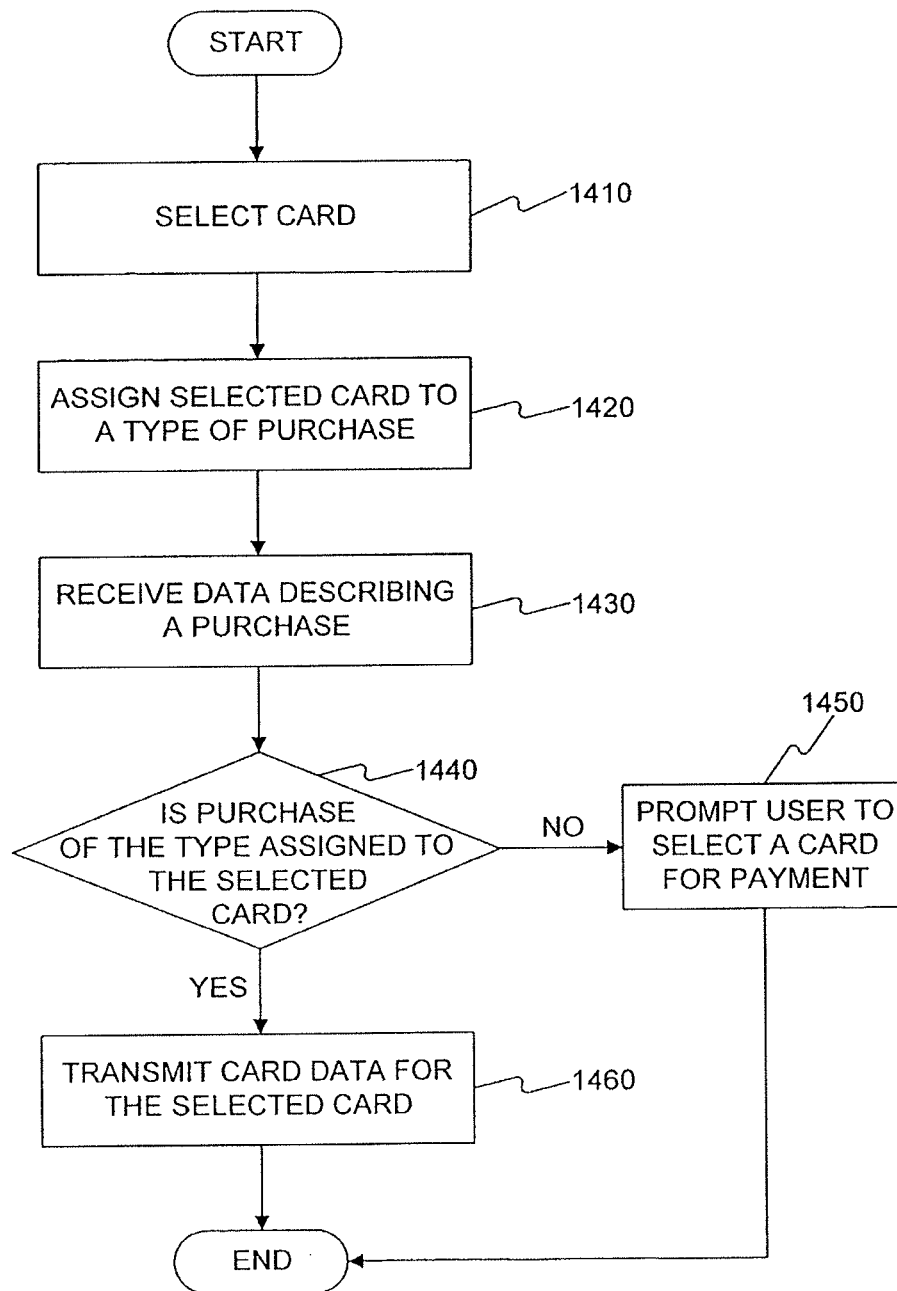 START
SELECT CARD
1410
ASSIGN SELECTED CARD TO
A TYPE OF PURCHASE
1420
RECEIVE DATA DESCRIBING
A PURCHASE
1430
1440
IS PURCHASE
OF THE TYPE ASSIGNED TO
THE SELECTED
CARD?
NO
1450
PROMPT USER TO
SELECT A CARD
FOR PAYMENT
YES
TRANSMIT CARD DATA FOR
THE SELECTED CARD
1460
END